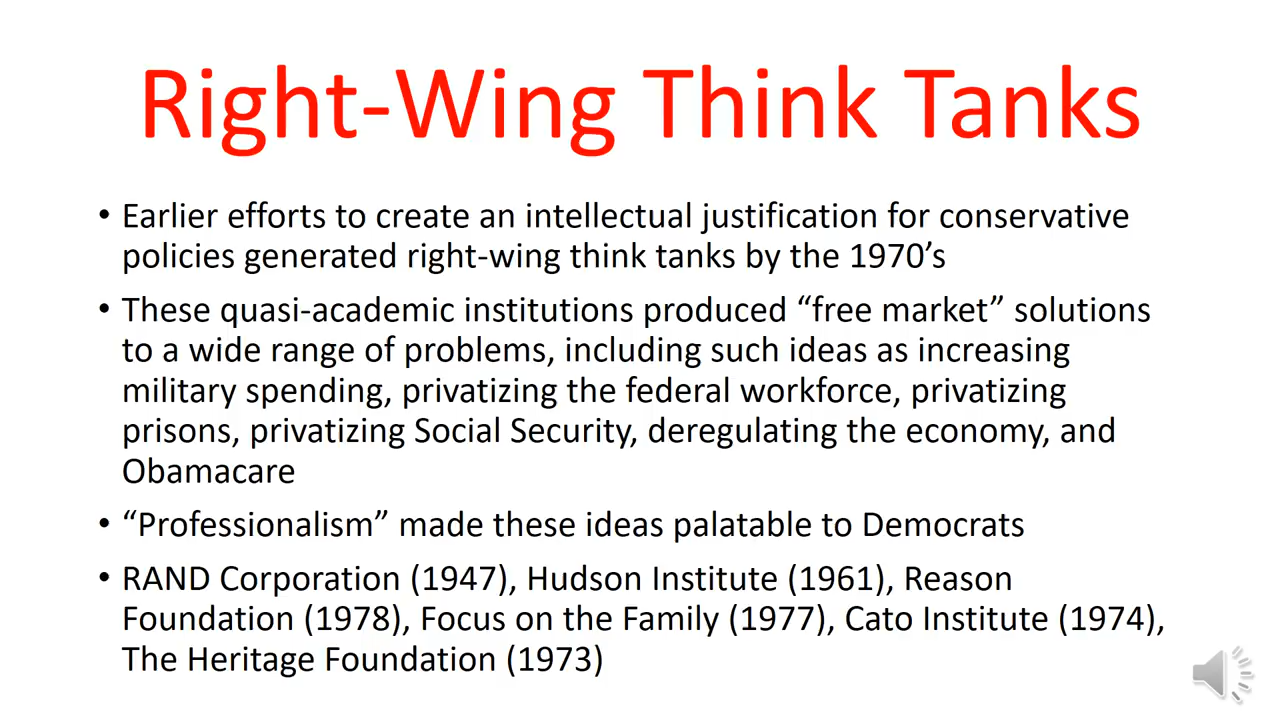 Right-Wing Think Tanks
• Earlier efforts to create an intellectual justification for conservative
policies generated right-wing think tanks by the 1970’s
• These quasi-academic institutions produced “free market” solutions
to a wide range of problems, including such ideas as increasing
military spending, privatizing the federal workforce, privatizing
prisons, privatizing Social Security, deregulating the economy, and
Obamacare
• “Professionalism” made these ideas palatable to Democrats
• RAND Corporation (1947), Hudson Institute (1961), Reason
Foundation (1978), Focus on the Family (1977), Cato Institute (1974),
The Heritage Foundation (1973)